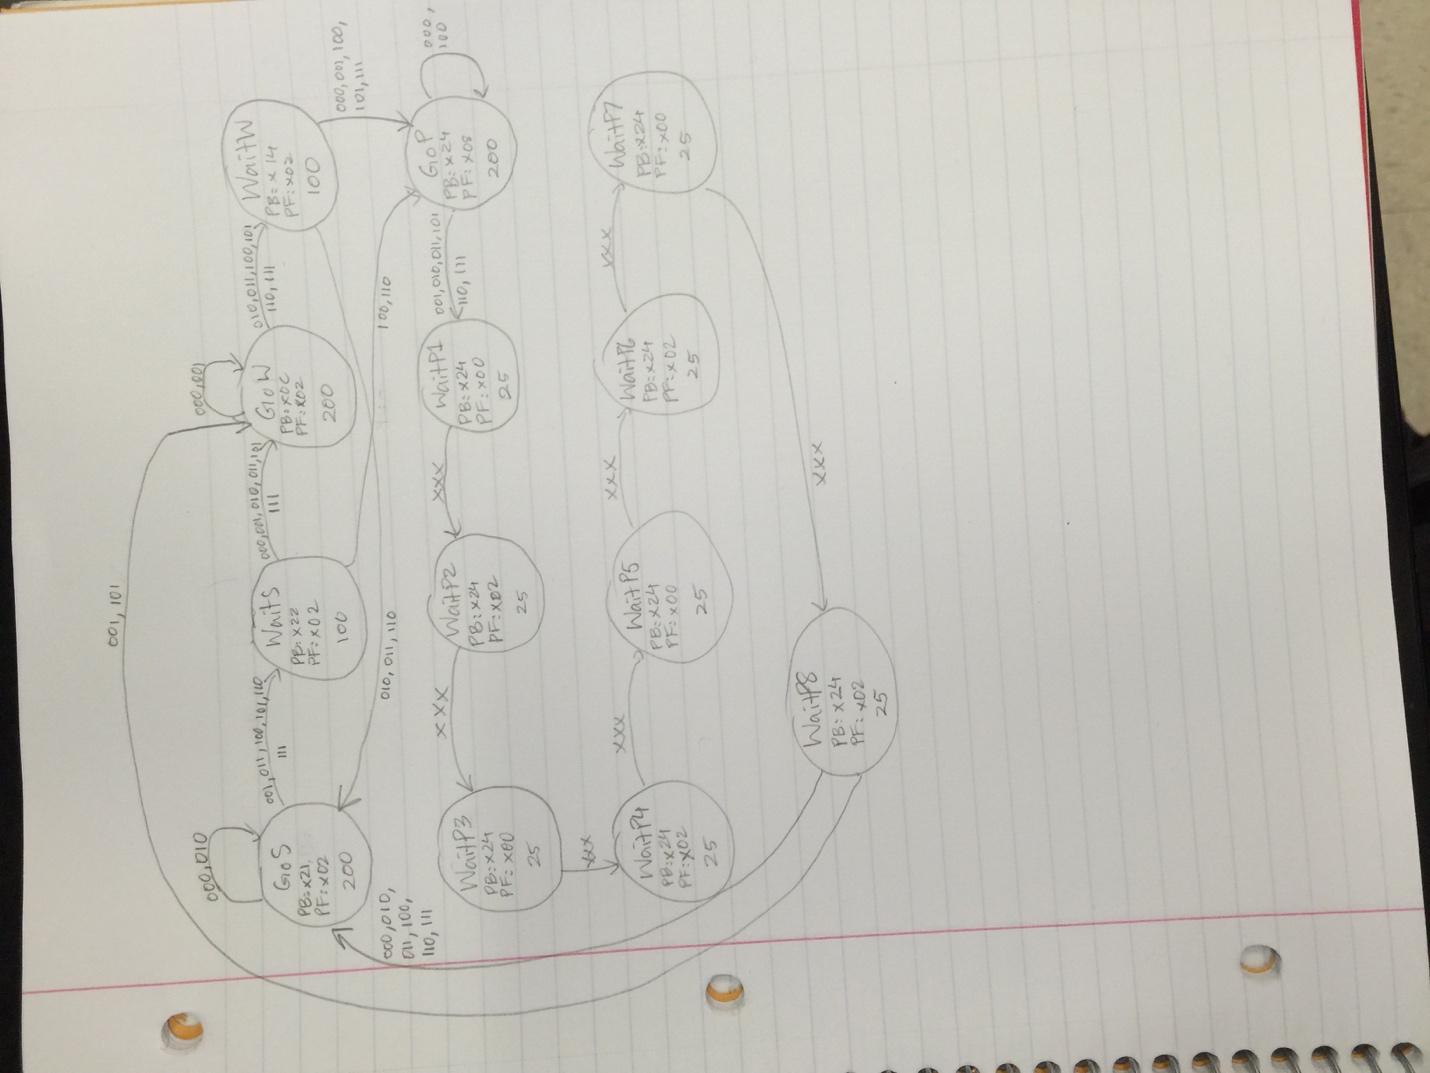 001, 101
000,010
GoS
PB:x21,
PF:x02
200
001,011,100,101,110
111
WaitS
PB:x22
PF:x02
100
000,001,010,011,101
111
000,001
GoW
PB:x0C
PF:x02
200
010,011,100,101
110,111
WaitW
PB:x14
PF:x02
100
000,001,100,
101,111
010,011,110
100,110
000,
100
GoP
PB:x24
PF:x08
200
001,010,011,101
110,111
WaitP1
PB:x24
PF:x00
25
xxx
WaitP2
PB:x24
PF:x02
25
xxx
WaitP3
PB:x24
PF:x00
25
xxx
000,010,
011,100,
110,111
WaitP4
PB:x24
PF:x02
25
xxx
WaitP5
PB:x24
PF:x00
25
xxx
WaitP6
PB:x24
PF:x02
25
xxx
WaitP7
PB:x24
PF:x00
25
xxx
WaitP8
PB:x24
PF:x02
25